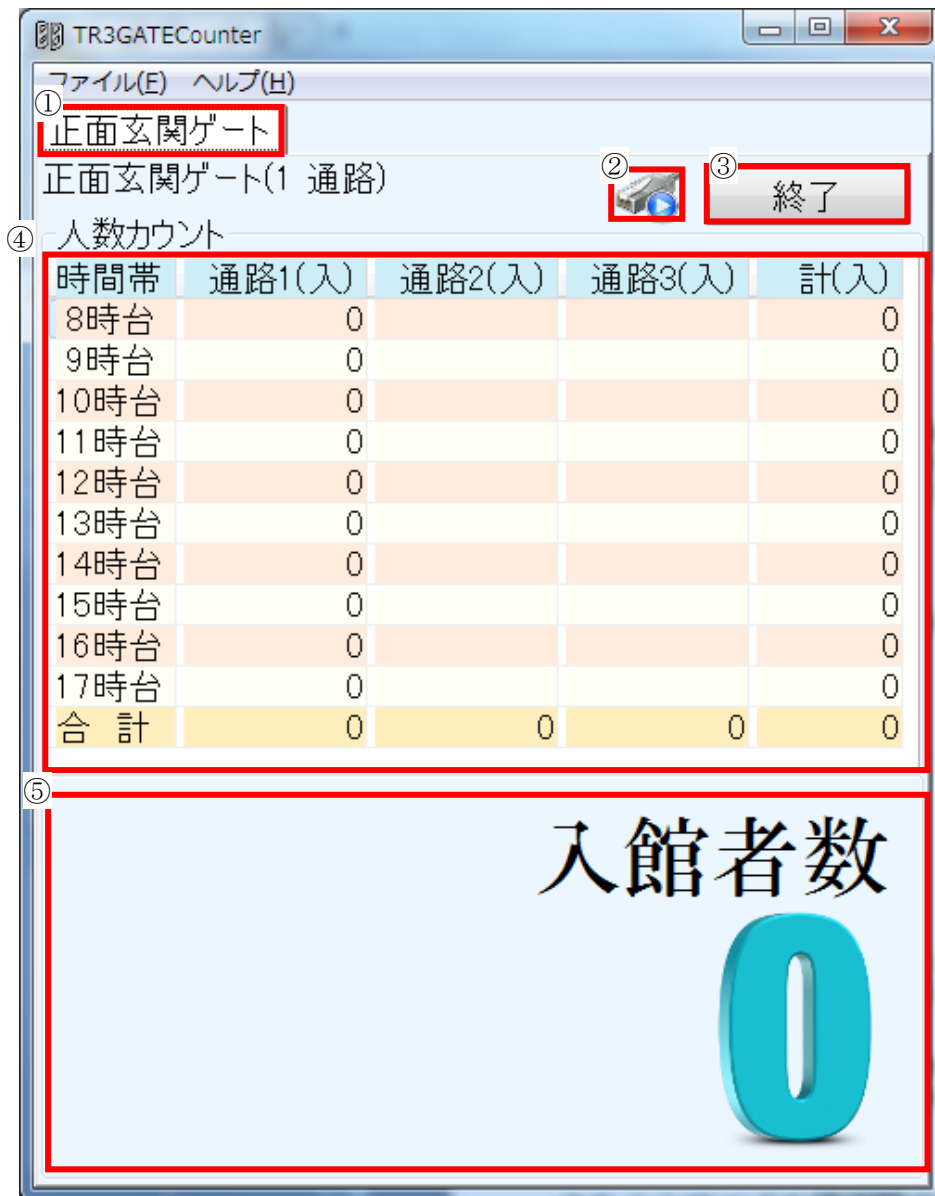 TR3GATECounter
ファイル(F) ヘルプ(H)
①
正面玄関ゲート
正面玄関ゲート(1 通路)
②
③
終了
④
人数カウント
時間帯 通路1(入) 通路2(入) 通路3(入) 計(入)
8時台 0 0
9時台 0 0
10時台 0 0
11時台 0 0
12時台 0 0
13時台 0 0
14時台 0 0
15時台 0 0
16時台 0 0
17時台 0 0
合 計 0 0 0 0
⑤
入館者数
0